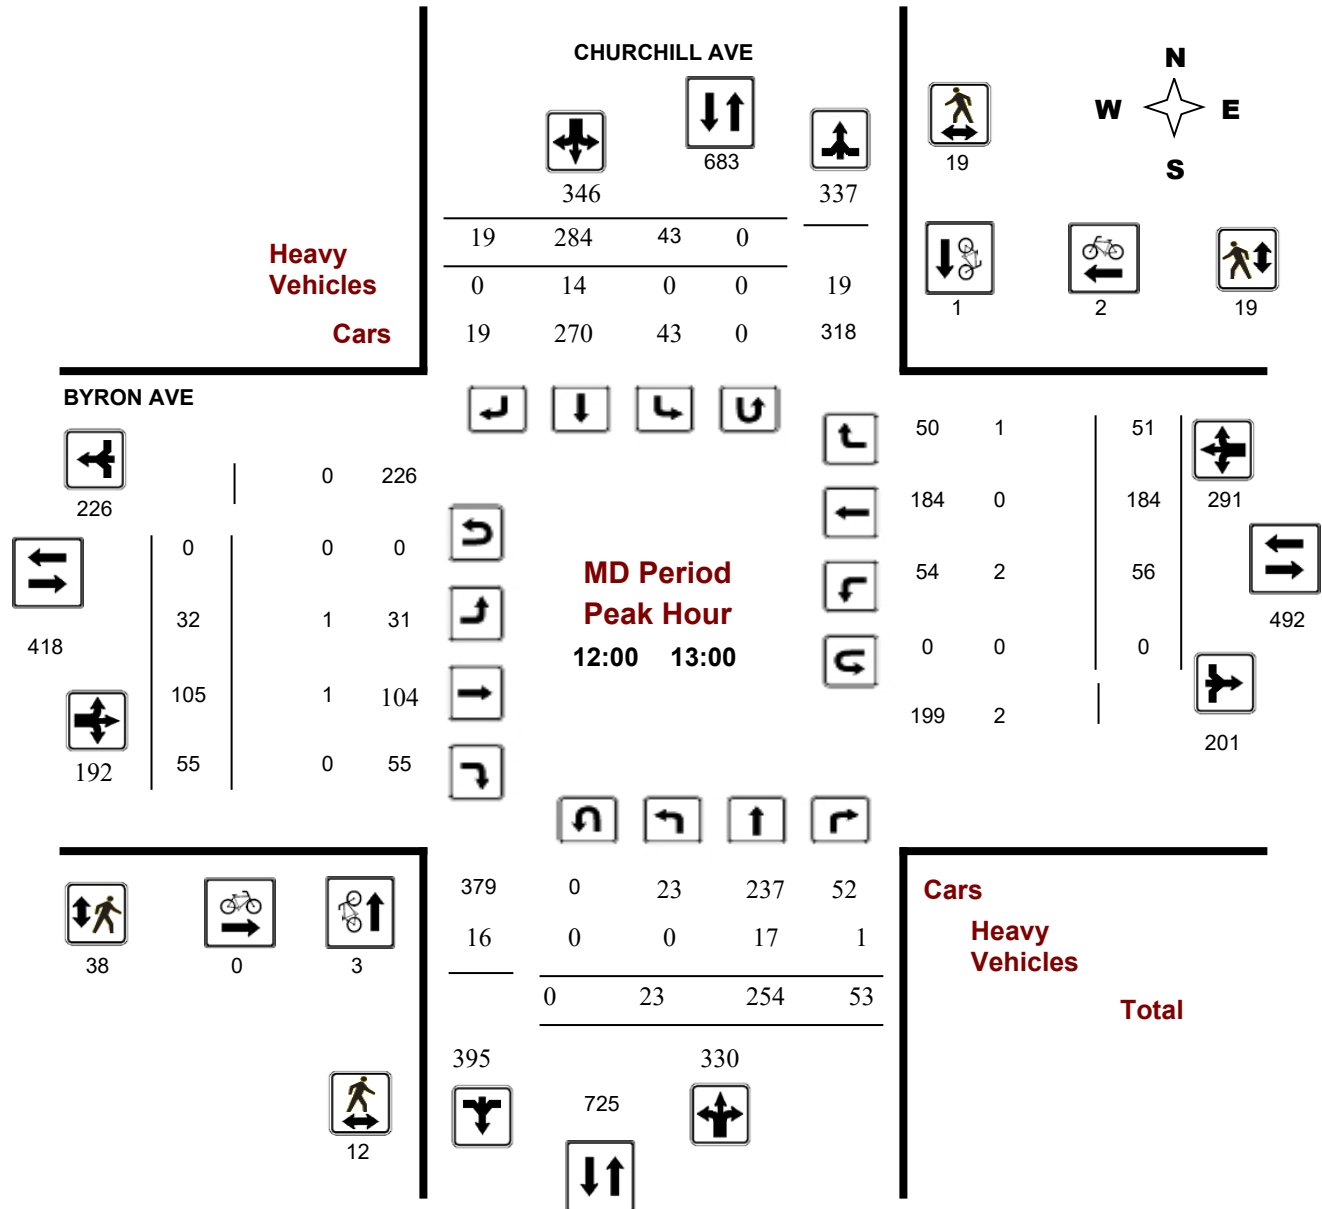 CHURCHILL AVE
N
W E
S
683
19
346 337
19 284 43 0
Heavy
Vehicles 0 14 0 0 19
1 2 19
Cars 19 270 43 0 318
BYRON AVE
50 1 51
0 226
226
184 0 184 291
0 0 0
MD Period
54 2 56
Peak Hour
32 1 31
492
418
12:00 13:00
0 0 0
105 1 104
199 2
201
192 55 0 55
379 0 23 237 52 Cars
16 0 0 17 1 Heavy
Vehicles
38 0 3
0 23 254 53
Total
395 330
725
12